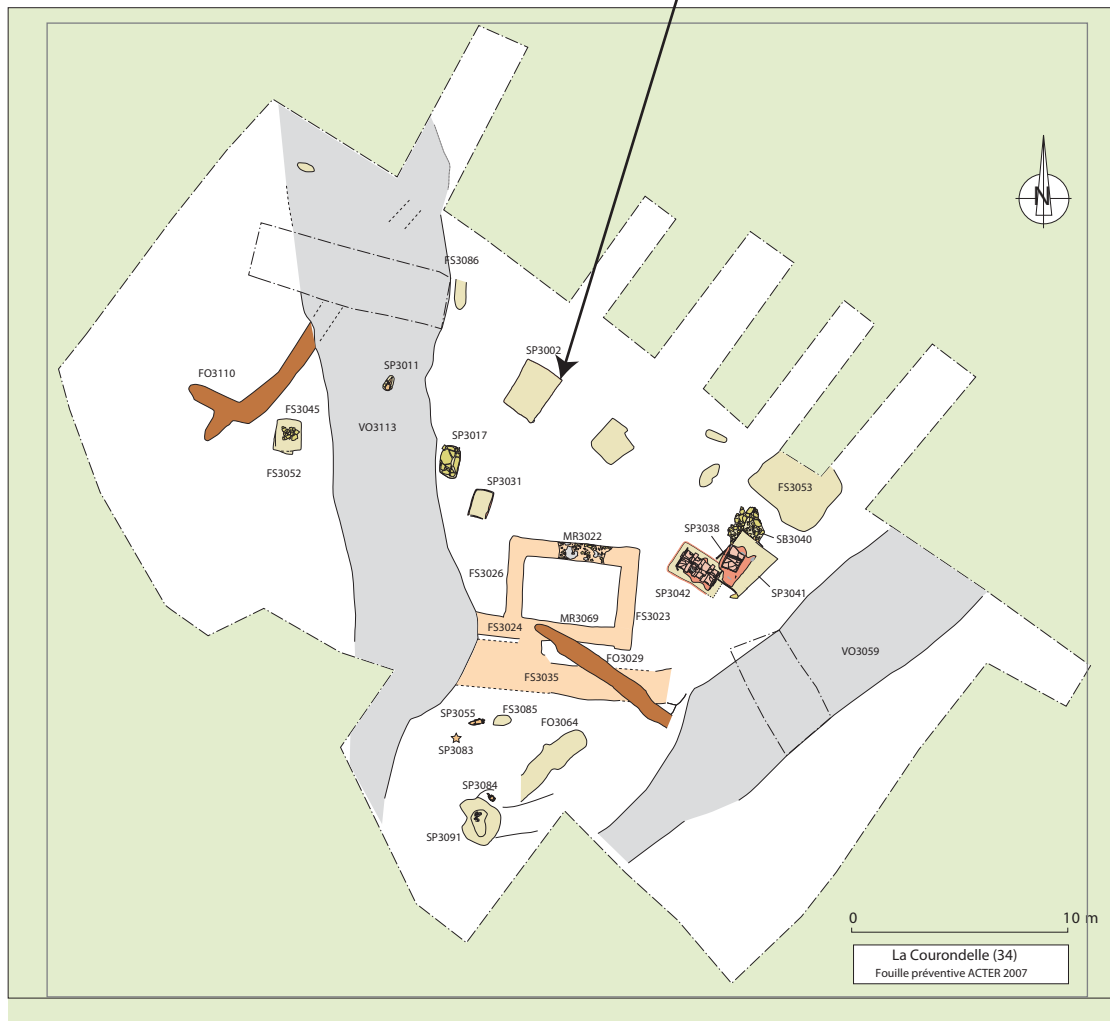 N
FS3086
SP3002
SP3011
FO3110
FS3045
VO3113
SP3017
FS3052
SP3031
FS3053
SP3038
MR3022
SB3040
FS3026
SP3042
SP3041
MR3069
FS3023
FS3024
FO3029
VO3059
FS3035
SP3055
FS3085
FO3064
SP3083
SP3084
SP3091
0 10 m
La Courondelle (34)
Fouille préventive ACTER 2007